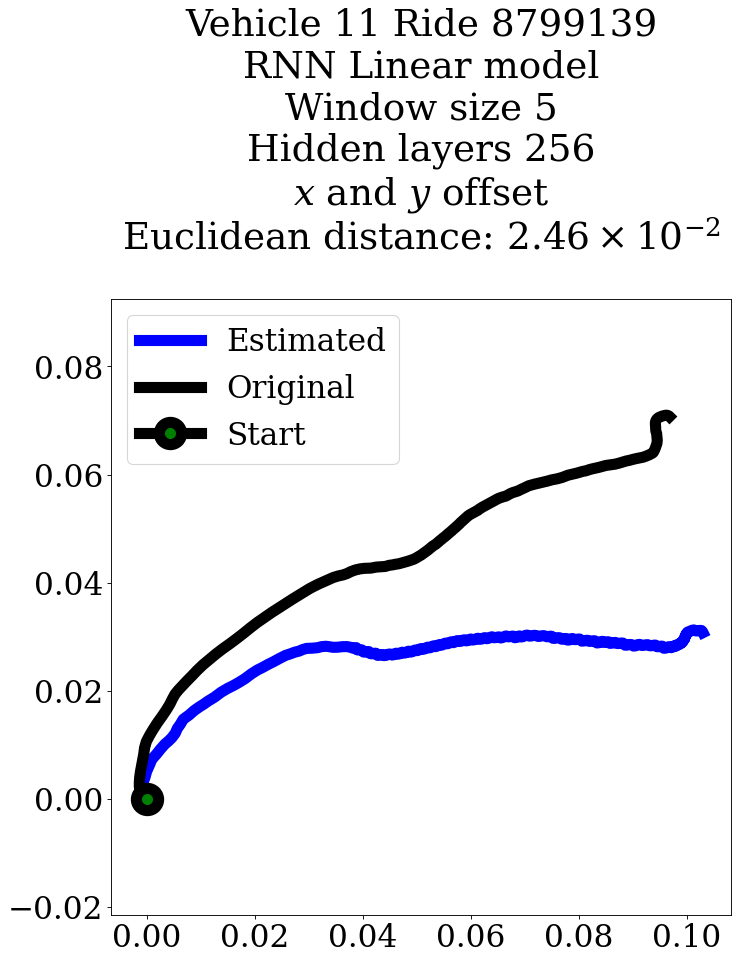 Vehicle 11 Ride 8799139
RNN Linear model
Window size 5
Hidden layers 256
x and y offset
Euclidean distance: 2.46 × 10⁻²
Estimated
Original
Start
0.08
0.06
0.04
0.02
0.00
−0.02
0.00 0.02 0.04 0.06 0.08 0.10